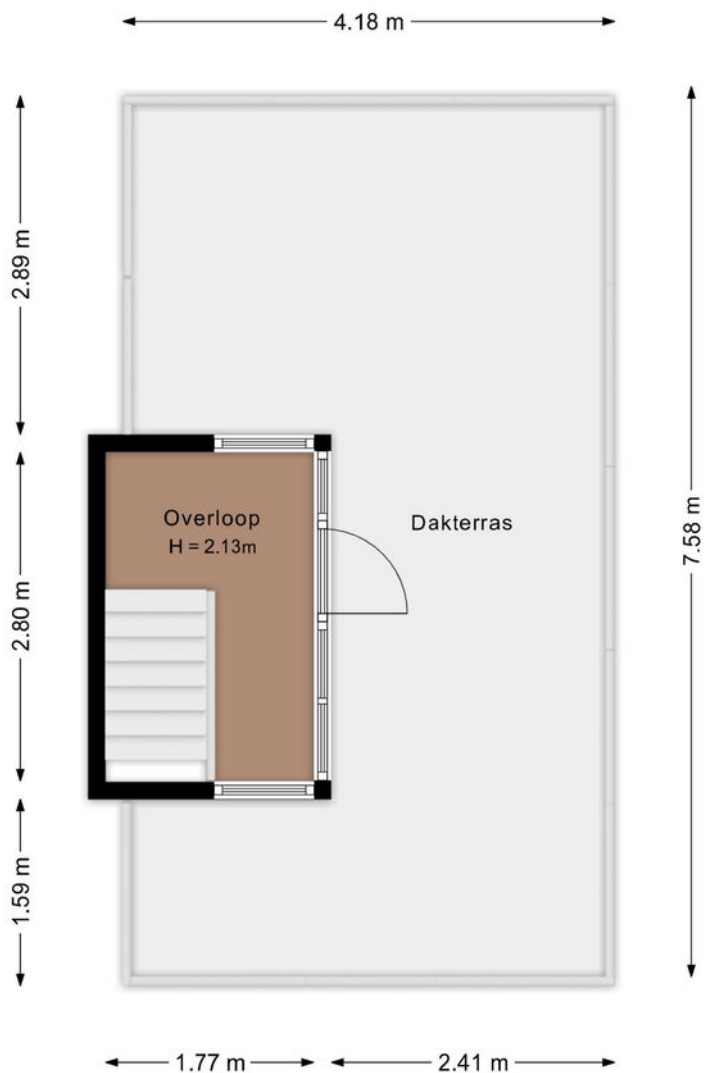 4.18 m
2.89 m
7.58 m
Overloop
H = 2.13m
Dakterras
2.80 m
1.59 m
1.77 m
2.41 m